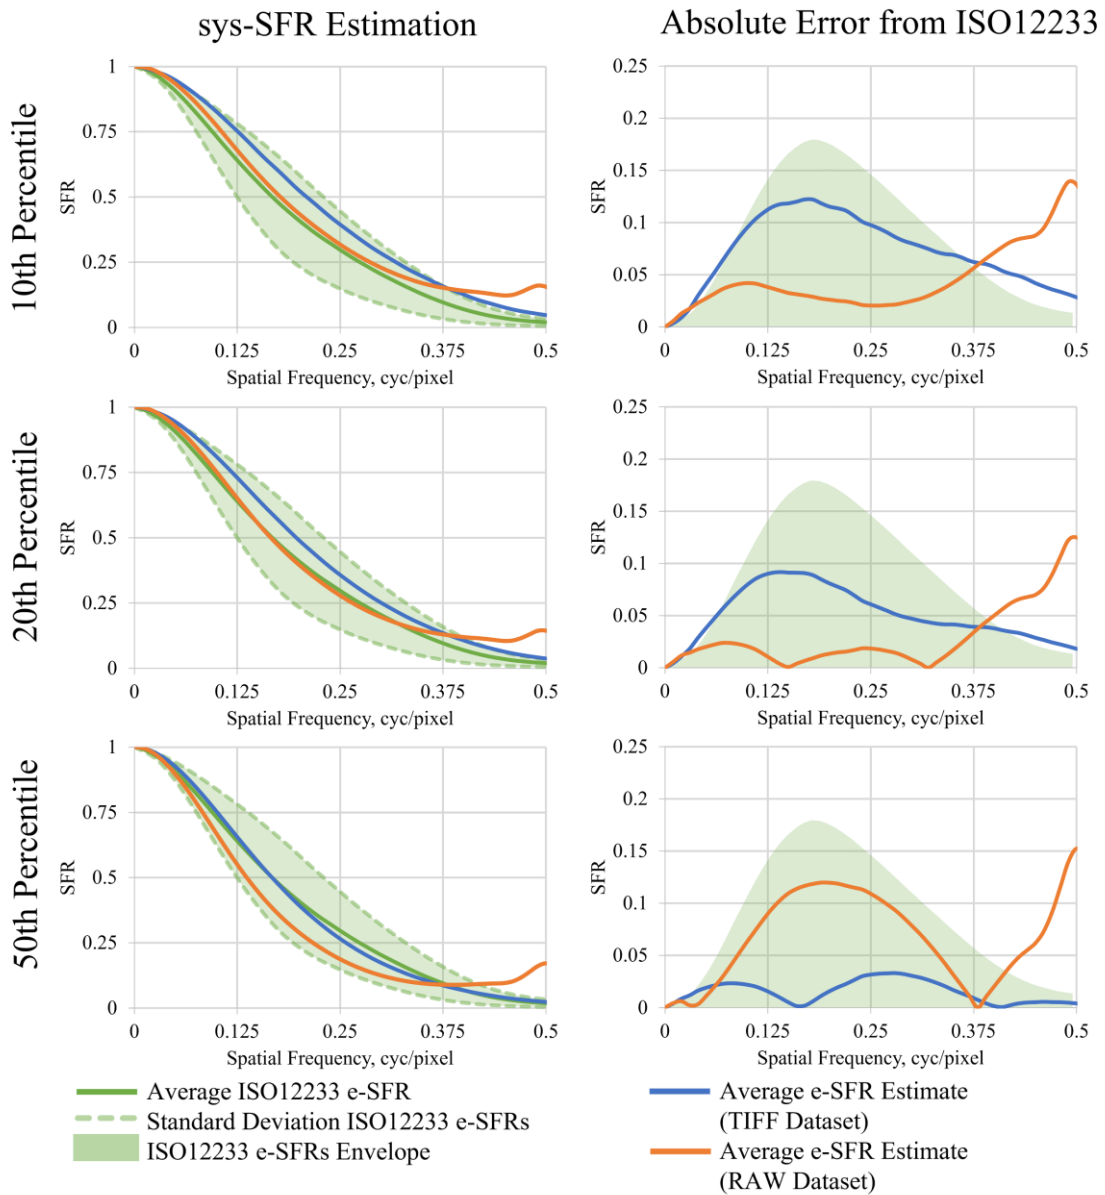 sys-SFR Estimation
Absolute Error from ISO12233
10th Percentile
SFR
1
0.75
0.5
0.25
0
0 0.125 0.25 0.375 0.5
Spatial Frequency, cyc/pixel
SFR
0.25
0.2
0.15
0.1
0.05
0
0 0.125 0.25 0.375 0.5
Spatial Frequency, cyc/pixel
20th Percentile
SFR
1
0.75
0.5
0.25
0
0 0.125 0.25 0.375 0.5
Spatial Frequency, cyc/pixel
SFR
0.25
0.2
0.15
0.1
0.05
0
0 0.125 0.25 0.375 0.5
Spatial Frequency, cyc/pixel
50th Percentile
SFR
1
0.75
0.5
0.25
0
0 0.125 0.25 0.375 0.5
Spatial Frequency, cyc/pixel
SFR
0.25
0.2
0.15
0.1
0.05
0
0 0.125 0.25 0.375 0.5
Spatial Frequency, cyc/pixel
Average ISO12233 e-SFR
Standard Deviation ISO12233 e-SFRs
ISO12233 e-SFRs Envelope
Average e-SFR Estimate
(TIFF Dataset)
Average e-SFR Estimate
(RAW Dataset)